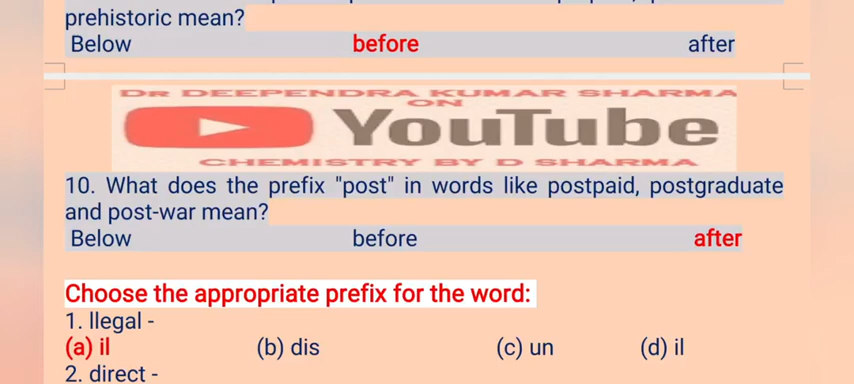 prehistoric mean?
Below before after
DR DEEPENDRA KUMAR SHARMA
ON
YouTube
CHEMISTRY BY D SHARMA
10. What does the prefix "post" in words like postpaid, postgraduate
and post-war mean?
Below before after
Choose the appropriate prefix for the word:
1. llegal -
(a) il (b) dis (c) un (d) il
2. direct -